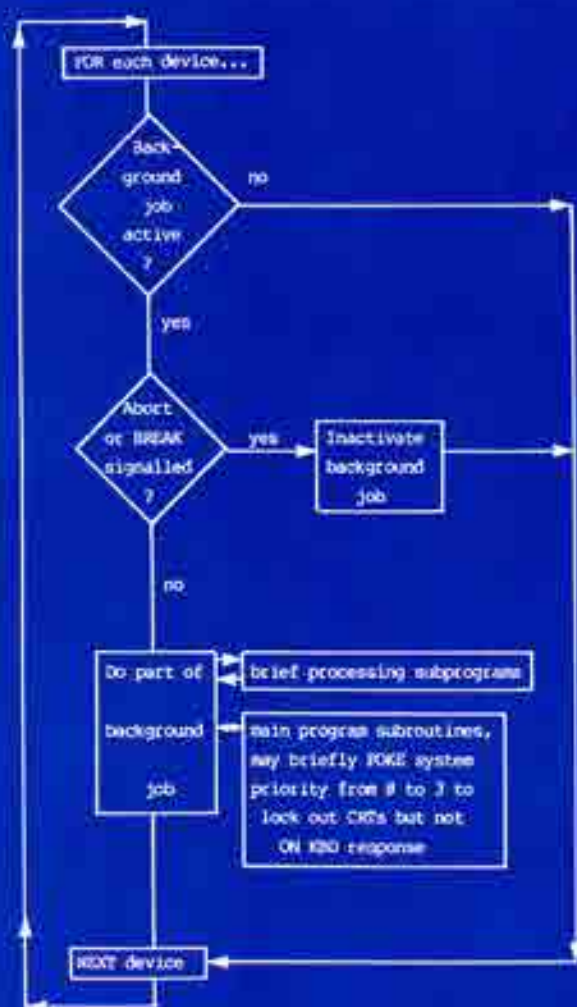 FOR each device...
Back-
ground
job
active
?
no
yes
Abort
or BREAK
signalled
?
yes
Inactivate
background
job
no
Do part of
background
job
brief processing subprograms
main program subroutines,
may briefly POKE system
priority from 0 to 3 to
lock out CRTs but not
ON KBD response
NEXT device